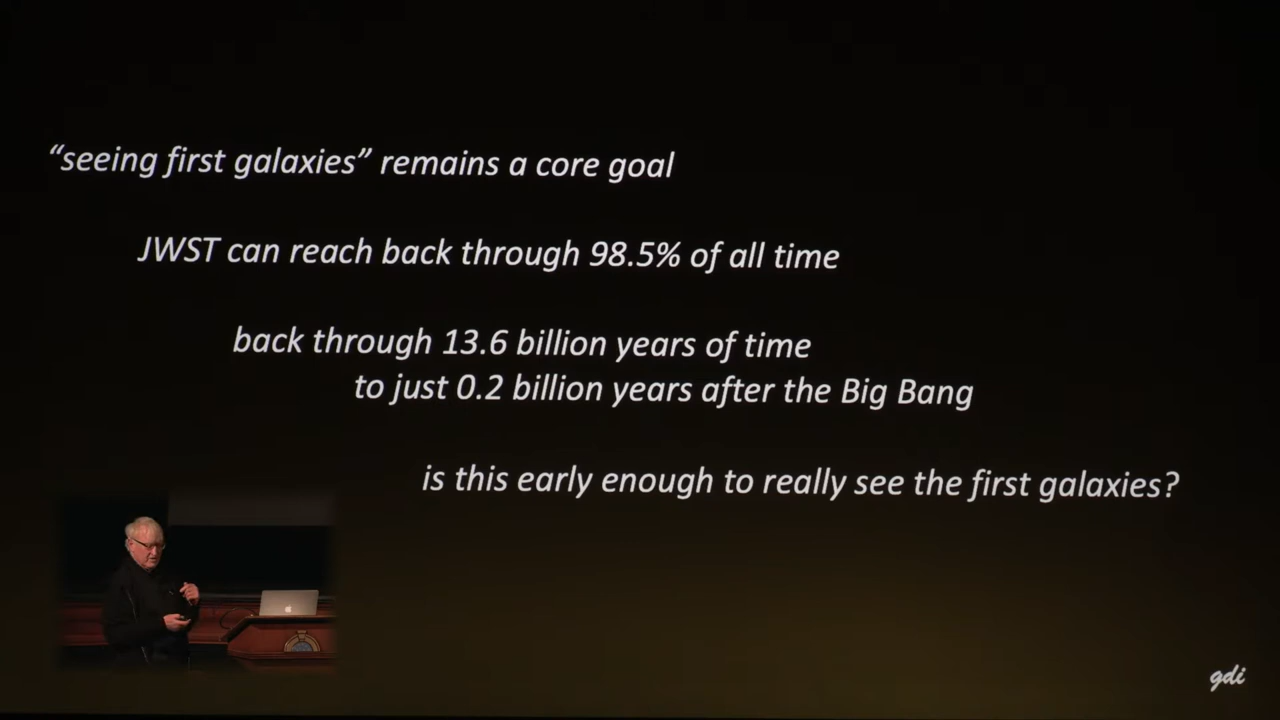 “seeing first galaxies” remains a core goal
JWST can reach back through 98.5% of all time
back through 13.6 billion years of time
to just 0.2 billion years after the Big Bang
is this early enough to really see the first galaxies?
gdi